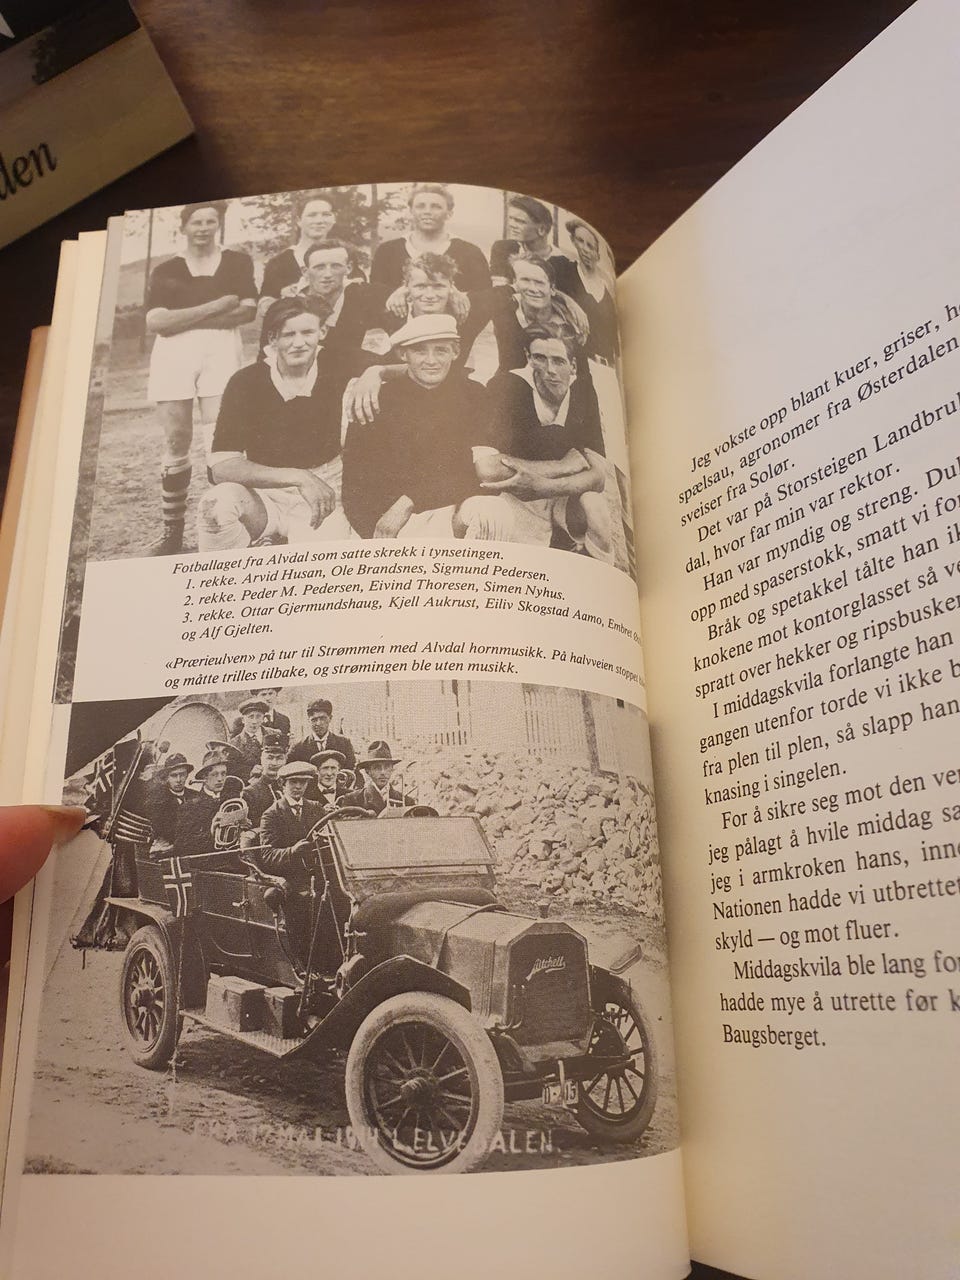 den
Fotballaget fra Alvdal som satte skrekk i tynsetingen.
1. rekke. Arvid Husan, Ole Brandsnes, Sigmund Pedersen.
2. rekke. Peder M. Pedersen, Eivind Thoresen, Simen Nyhus.
3. rekke. Ottar Gjermundshaug, Kjell Aukrust, Eiliv Skogstad Aamo, Embret
og Alf Gjelten.
«Prærieulven» på tur til Strømmen med Alvdal hornmusikk. På halvveien stoppet
og måtte trilles tilbake, og strømingen ble uten musikk.
Mitchell
D-215
17 MAI 1914 I ELVEDALEN.
Jeg vokste opp blant kuer, griser,
spælsau, agronomer fra Østerdalen
sveiser fra Solør.
Det var på Storsteigen
dal, hvor far min var rektor.
Han var myndig og streng.
opp med spaserstokk, smatt vi
Bråk og spetakkel tålte han
knokene mot kontorglasset så
spratt over hekker og
I middagskvila forlangte han
gangen utenfor torde vi ikke
fra plen til plen, så slapp han
knasing i singelen.
For å sikre seg mot den
jeg pålagt å hvile middag
jeg i armkroken hans,
Nationen hadde vi utbrettet
skyld — og mot fluer.
Middagskvila ble lang
hadde mye å utrette før
Baugsberget.